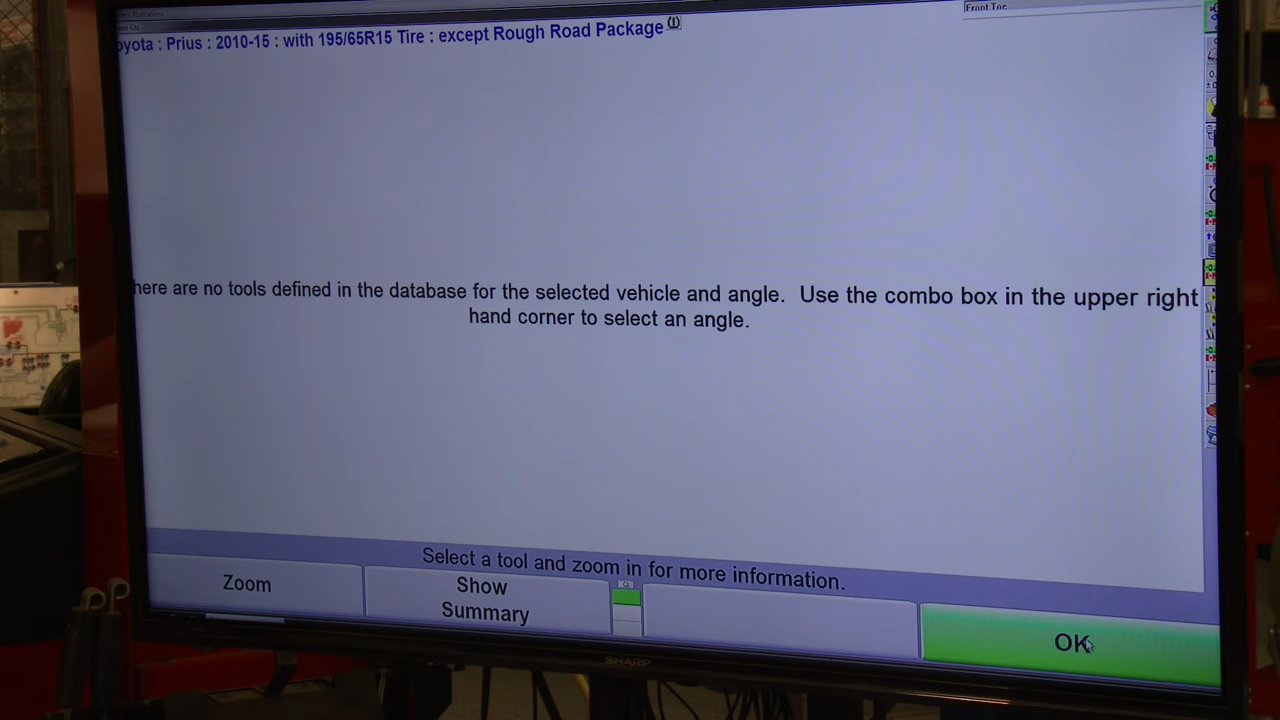 Front Toe
oyota : Prius : 2010-15 : with 195/65R15 Tire : except Rough Road Package
here are no tools defined in the database for the selected vehicle and angle. Use the combo box in the upper right
hand corner to select an angle.
Select a tool and zoom in for more information.
Zoom
Show
Summary
OK
SHARP